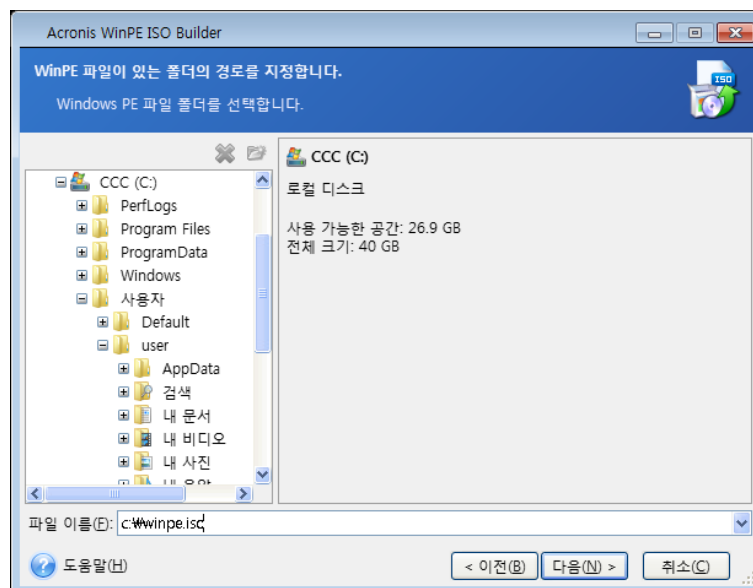 Acronis WinPE ISO Builder
WinPE 파일이 있는 폴더의 경로를 지정합니다.
Windows PE 파일 폴더를 선택합니다.
ISO
CCC (C:)
PerfLogs
Program Files
ProgramData
Windows
사용자
Default
user
AppData
검색
내 문서
내 비디오
내 사진
내 음악
CCC (C:)
로컬 디스크
사용 가능한 공간: 26.9 GB
전체 크기: 40 GB
파일 이름(F): c:₩winpe.iso
도움말(H)
< 이전(B) 다음(N) > 취소(C)